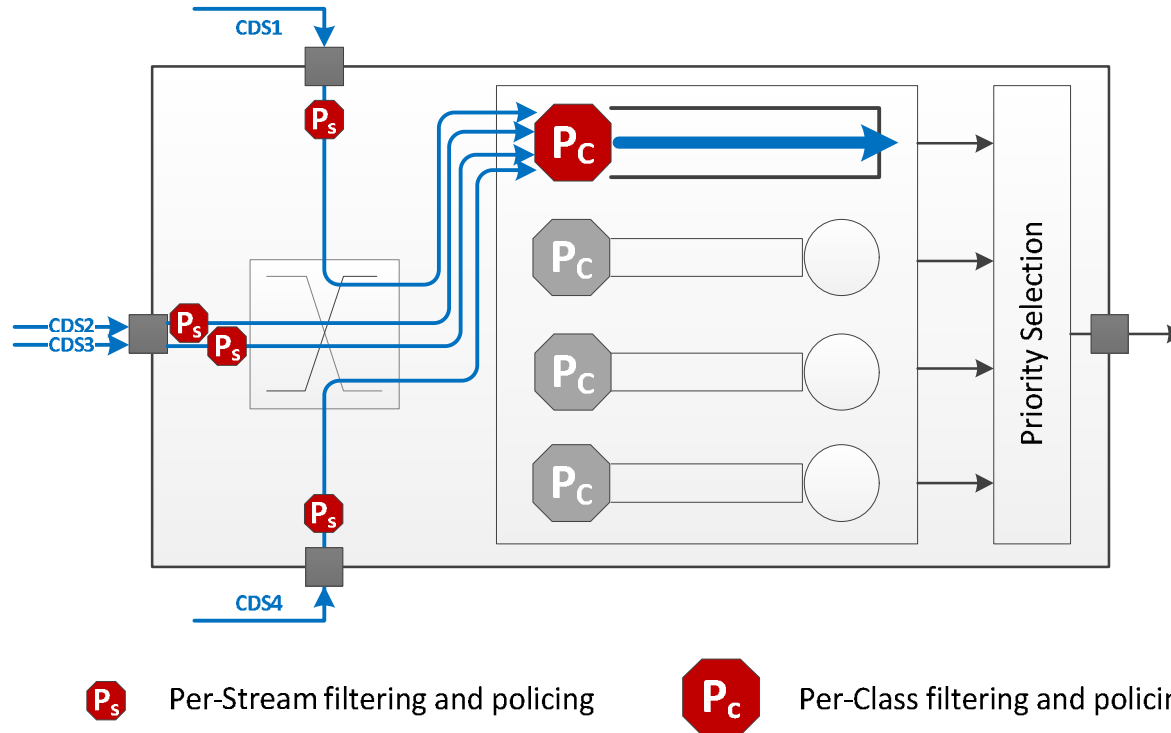 CDS1
Ps
Pc
Pc
CDS2
Ps
CDS3
Ps
Pc
Priority Selection
Pc
Ps
CDS4
Ps Per-Stream filtering and policing
Pc Per-Class filtering and policin